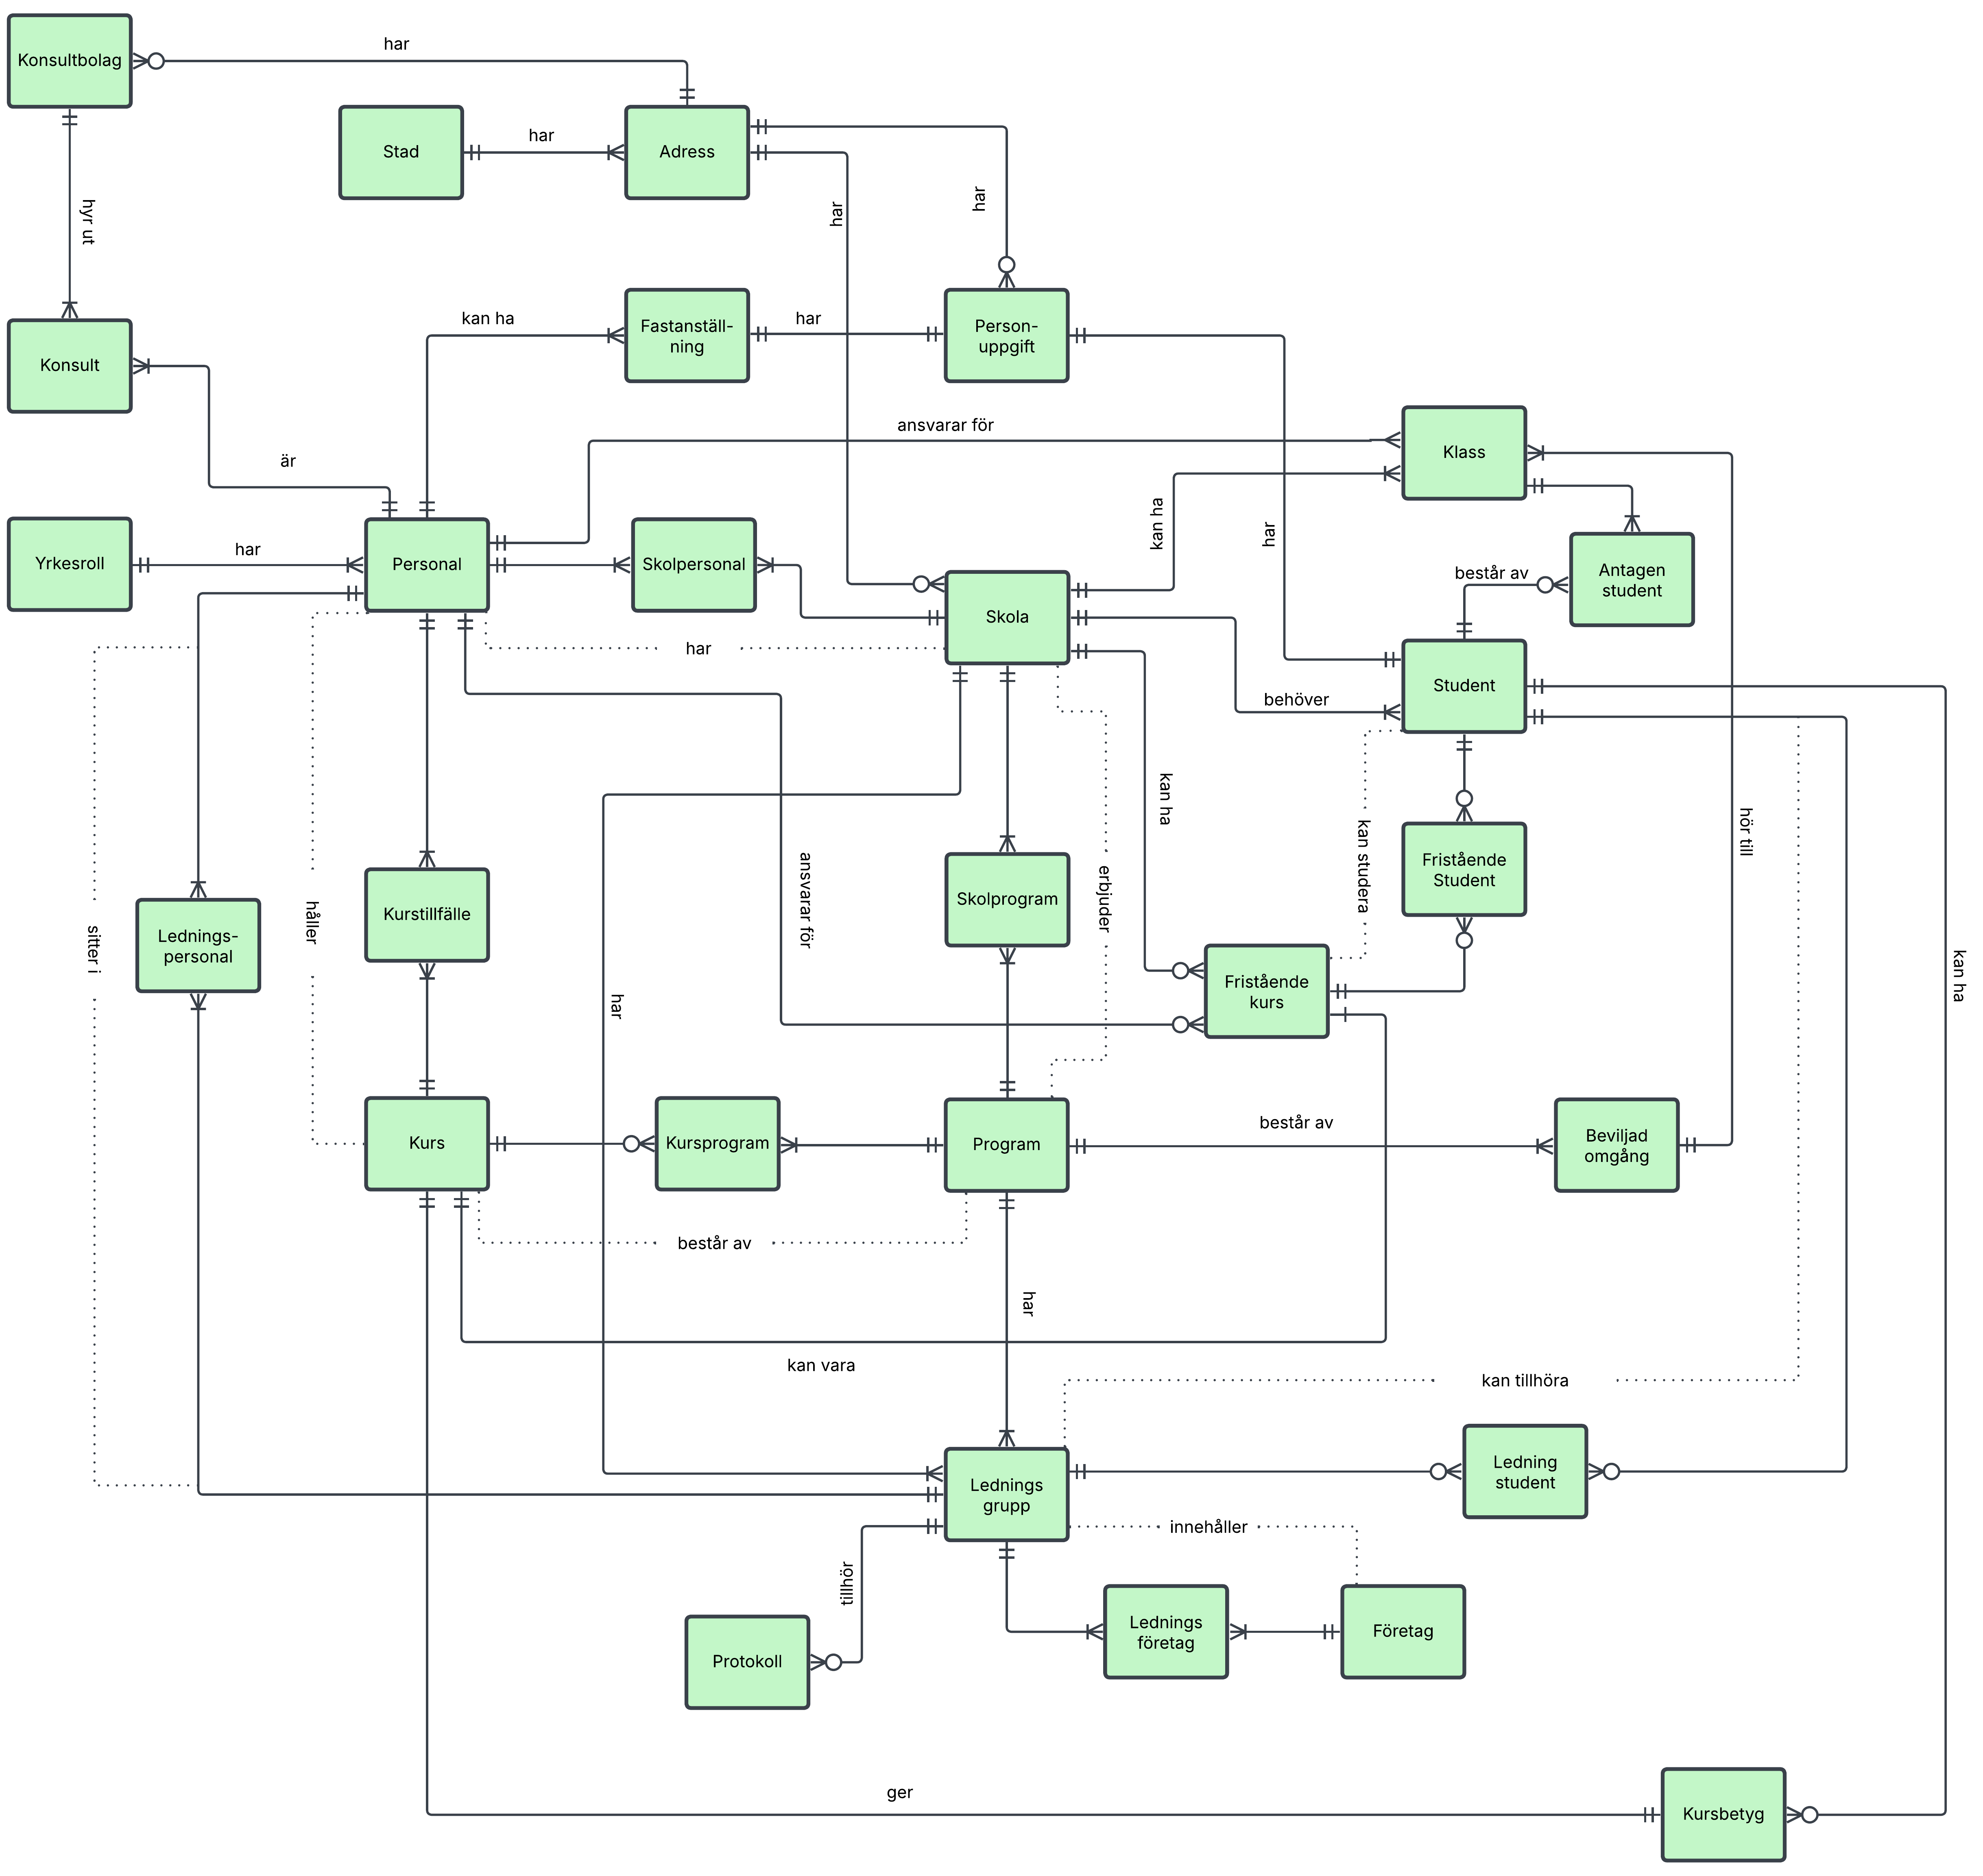 Konsultbolag
har
Stad
har
Adress
hyr ut
har
har
Konsult
kan ha
Fastanställ-
ning
har
Person-
uppgift
ansvarar för
Klass
är
Yrkesroll
har
Personal
Skolpersonal
Skola
kan ha
har
består av
Antagen
student
har
behöver
Student
kan ha
hör till
kan studera
Fristående
Student
Lednings-
personal
sitter i
håller
Kurstillfälle
ansvarar för
Skolprogram
erbjuder
har
Fristående
kurs
kan ha
Kurs
Kursprogram
Program
består av
Beviljad
omgång
består av
har
kan vara
kan tillhöra
Lednings
grupp
Ledning
student
innehåller
tillhör
Protokoll
Lednings
företag
Företag
ger
Kursbetyg